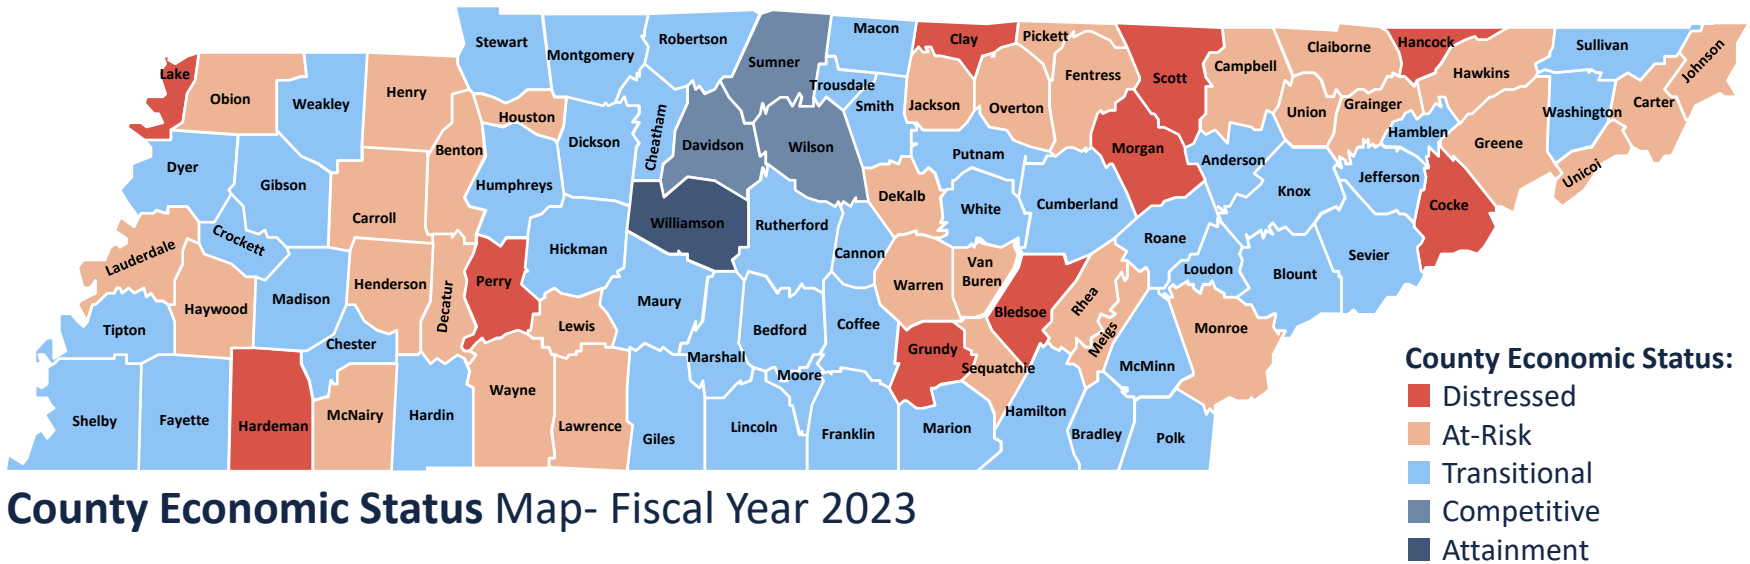 Stewart
Montgomery
Robertson
Sumner
Macon
Clay
Pickett
Scott
Campbell
Claiborne
Hancock
Sullivan
Johnson
Lake
Obion
Weakley
Henry
Houston
Dickson
Cheatham
Davidson
Wilson
Trousdale
Smith
Jackson
Overton
Fentress
Morgan
Anderson
Union
Grainger
Hawkins
Hamblen
Greene
Washington
Carter
Unicoi
Dyer
Gibson
Benton
Humphreys
Putnam
Knox
Jefferson
Cocke
Carroll
Crockett
Lauderdale
Hickman
Williamson
Rutherford
DeKalb
White
Cumberland
Cannon
Roane
Loudon
Blount
Sevier
Haywood
Madison
Henderson
Decatur
Perry
Lewis
Maury
Warren
Van
Buren
Bledsoe
Rhea
Meigs
Monroe
Tipton
Chester
Marshall
Bedford
Coffee
Moore
Grundy
Sequatchie
McMinn
Shelby
Fayette
Hardeman
McNairy
Hardin
Wayne
Lawrence
Giles
Lincoln
Franklin
Marion
Hamilton
Bradley
Polk
County Economic Status:
Distressed
At-Risk
Transitional
Competitive
Attainment
County Economic Status Map- Fiscal Year 2023